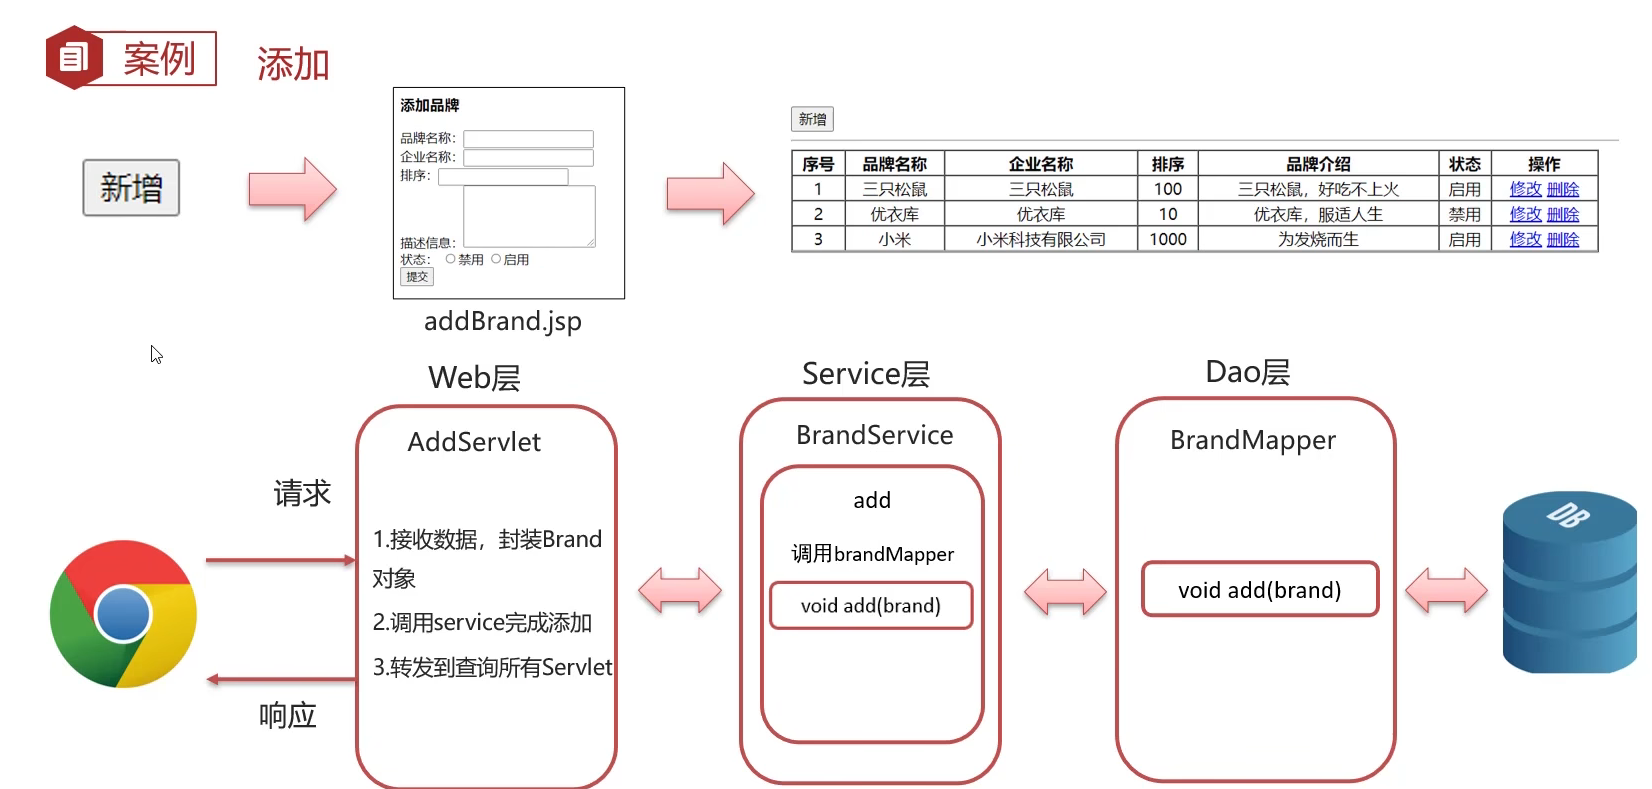 案例
添加
新增
添加品牌
品牌名称：
企业名称：
排序：
描述信息：
状态： 禁用 启用
提交
addBrand.jsp
新增
序号 品牌名称 企业名称 排序 品牌介绍 状态 操作
1 三只松鼠 三只松鼠 100 三只松鼠，好吃不上火 启用 修改 删除
2 优衣库 优衣库 10 优衣库，服适人生 禁用 修改 删除
3 小米 小米科技有限公司 1000 为发烧而生 启用 修改 删除
请求
响应
Web层
AddServlet
1.接收数据，封装Brand
对象
2.调用service完成添加
3.转发到查询所有Servlet
Service层
BrandService
add
调用brandMapper
void add(brand)
Dao层
BrandMapper
void add(brand)
DB